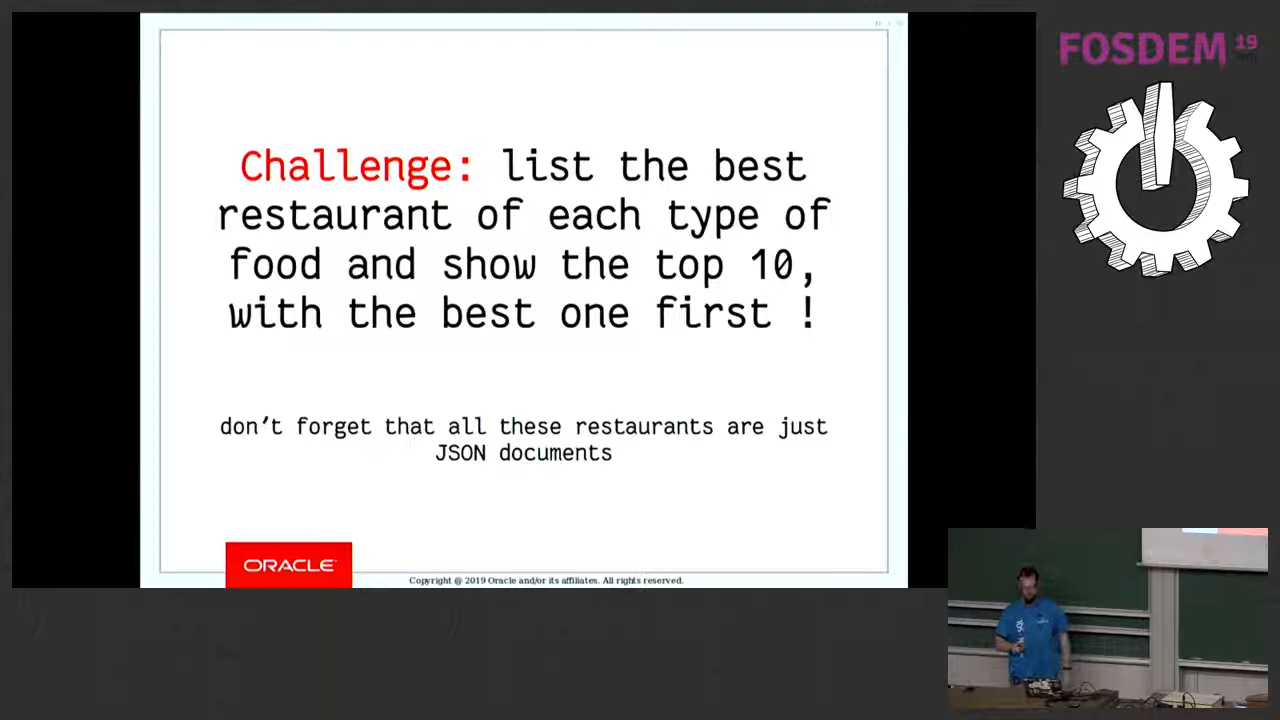 Challenge: list the best
restaurant of each type of
food and show the top 10,
with the best one first !
don't forget that all these restaurants are just
JSON documents
ORACLE
Copyright @ 2019 Oracle and/or its affiliates. All rights reserved.
FOSDEM 19